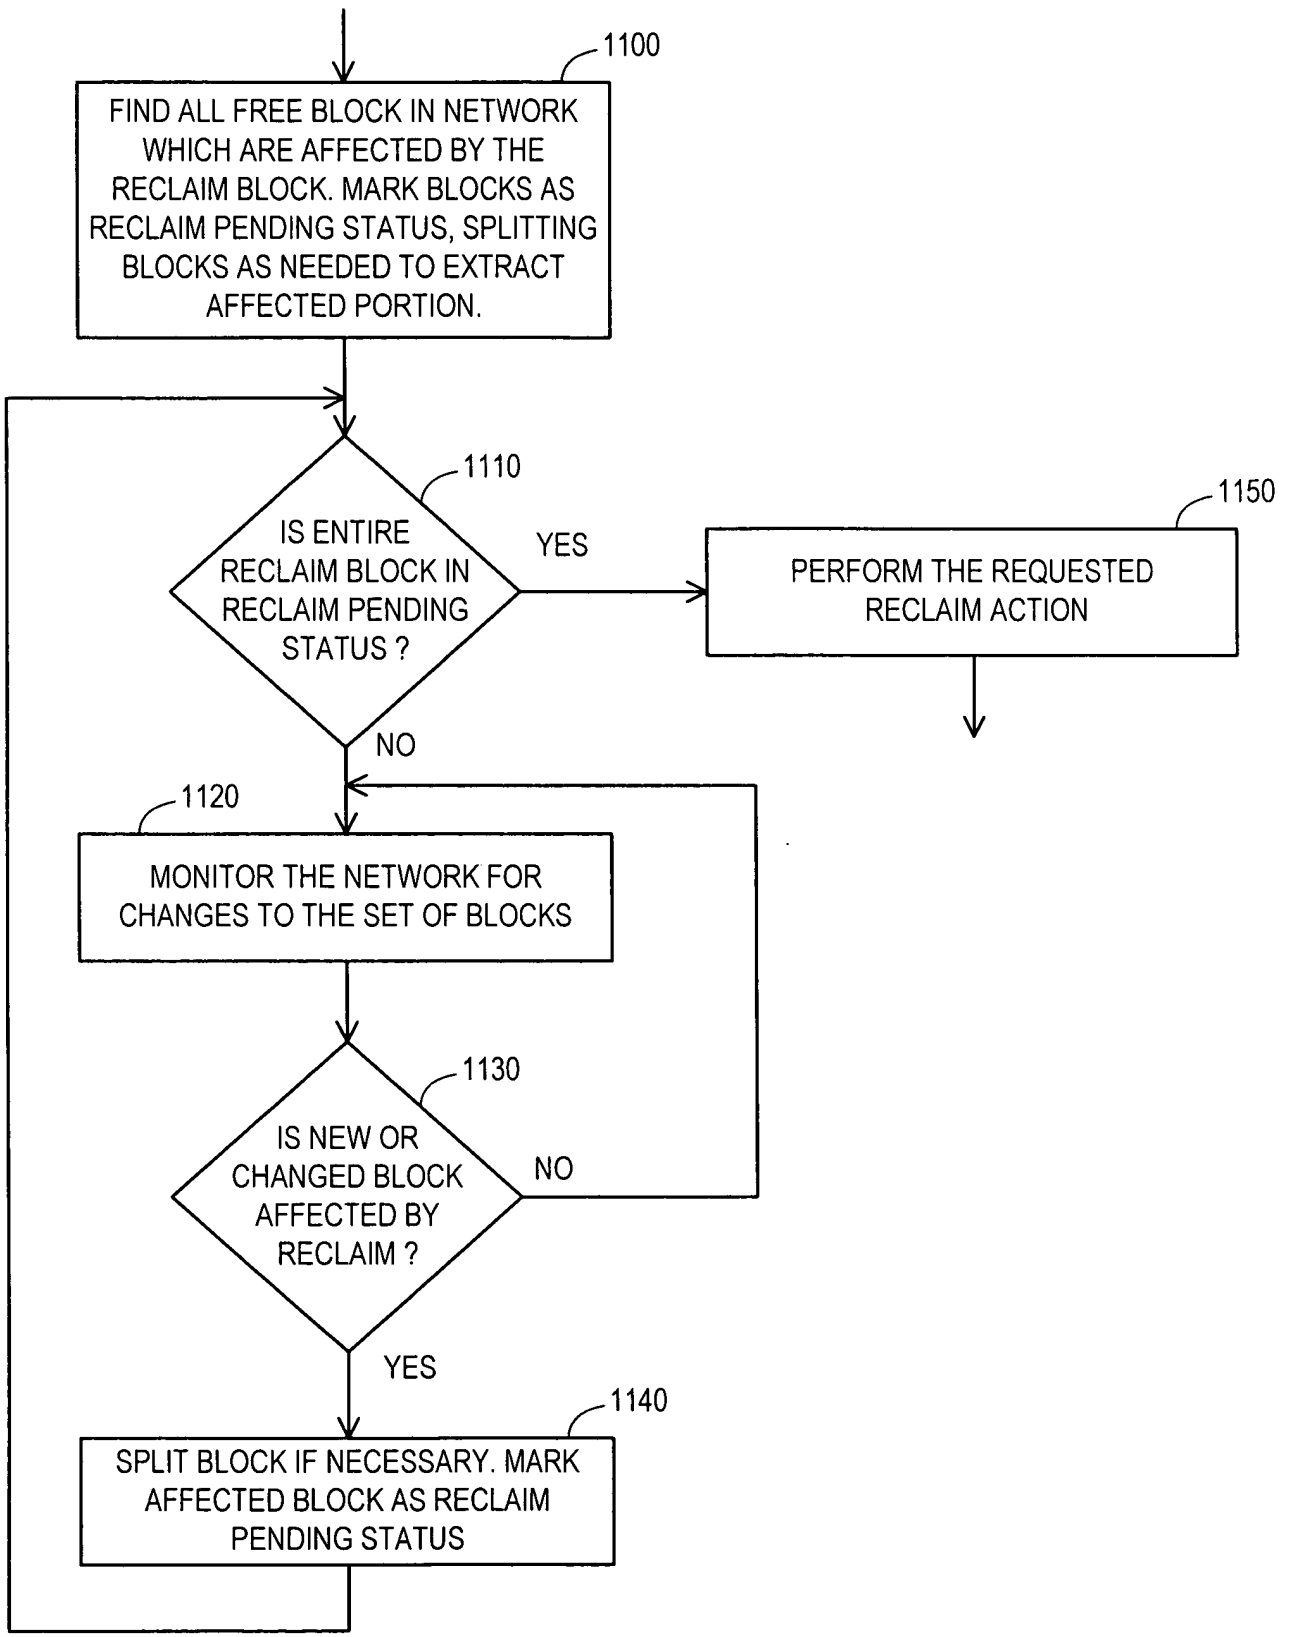 1100
FIND ALL FREE BLOCK IN NETWORK
WHICH ARE AFFECTED BY THE
RECLAIM BLOCK. MARK BLOCKS AS
RECLAIM PENDING STATUS, SPLITTING
BLOCKS AS NEEDED TO EXTRACT
AFFECTED PORTION.
1110
IS ENTIRE
RECLAIM BLOCK IN
RECLAIM PENDING
STATUS ?
YES
1150
PERFORM THE REQUESTED
RECLAIM ACTION
NO
1120
MONITOR THE NETWORK FOR
CHANGES TO THE SET OF BLOCKS
1130
IS NEW OR
CHANGED BLOCK
AFFECTED BY
RECLAIM ?
NO
YES
1140
SPLIT BLOCK IF NECESSARY. MARK
AFFECTED BLOCK AS RECLAIM
PENDING STATUS